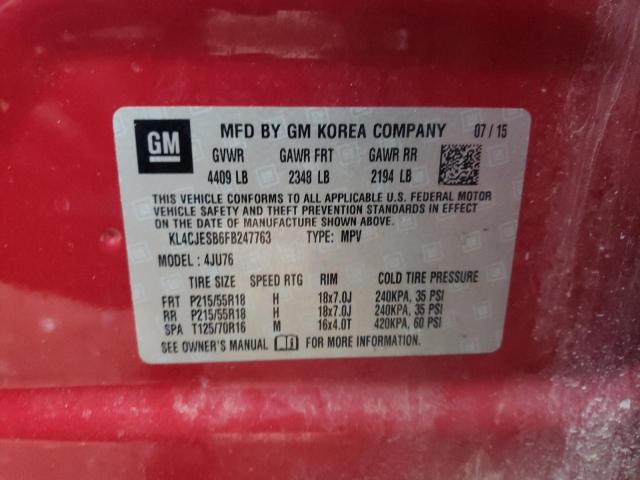 GM MFD BY GM KOREA COMPANY 07/15
GVWR GAWR FRT GAWR RR
4409 LB 2348 LB 2194 LB
THIS VEHICLE CONFORMS TO ALL APPLICABLE U.S. FEDERAL MOTOR
VEHICLE SAFETY AND THEFT PREVENTION STANDARDS IN EFFECT
ON THE DATE OF MANUFACTURE SHOWN ABOVE.
KL4CJESB6FB247763 TYPE: MPV
MODEL: 4JU76
TIRE SIZE SPEED RTG RIM COLD TIRE PRESSURE
FRT P215/55R18 H 18x7.0J 240KPA, 35 PSI
RR P215/55R18 H 18x7.0J 240KPA, 35 PSI
SPA T125/70R16 M 16x4.0T 420KPA, 60 PSI
SEE OWNER'S MANUAL FOR MORE INFORMATION.